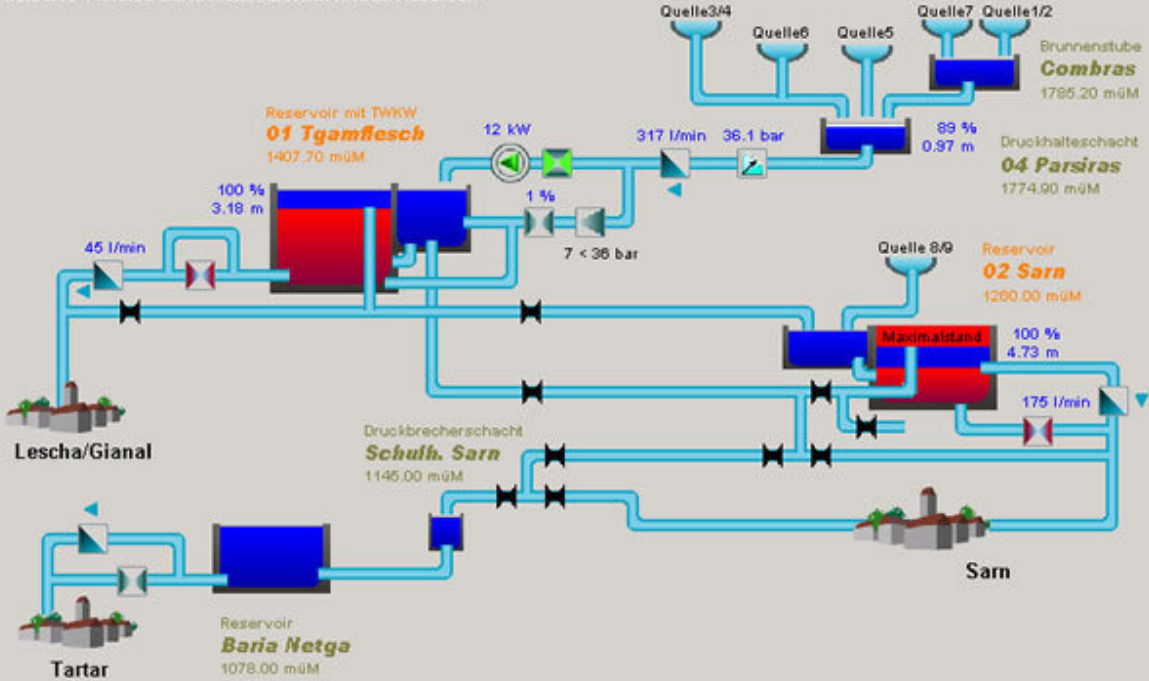 Quelle3/4
Quelle6
Quelle5
Quelle7
Quelle1/2
Brunnenstube
Combras
1785.20 müM
Reservoir mit TWKW
01 Tgamflesch
1407.70 müM
12 kW
317 l/min
36.1 bar
89 %
0.97 m
Druckhalteschacht
04 Parsiras
1774.90 müM
100 %
3.18 m
1 %
7 < 36 bar
45 l/min
Quelle 8/9
Reservoir
02 Sarn
1260.00 müM
Maximalstand
100 %
4.73 m
175 l/min
Lescha/Gianal
Druckbrecherschacht
Schulh. Sarn
1145.00 müM
Sarn
Reservoir
Baria Netga
1078.00 müM
Tartar